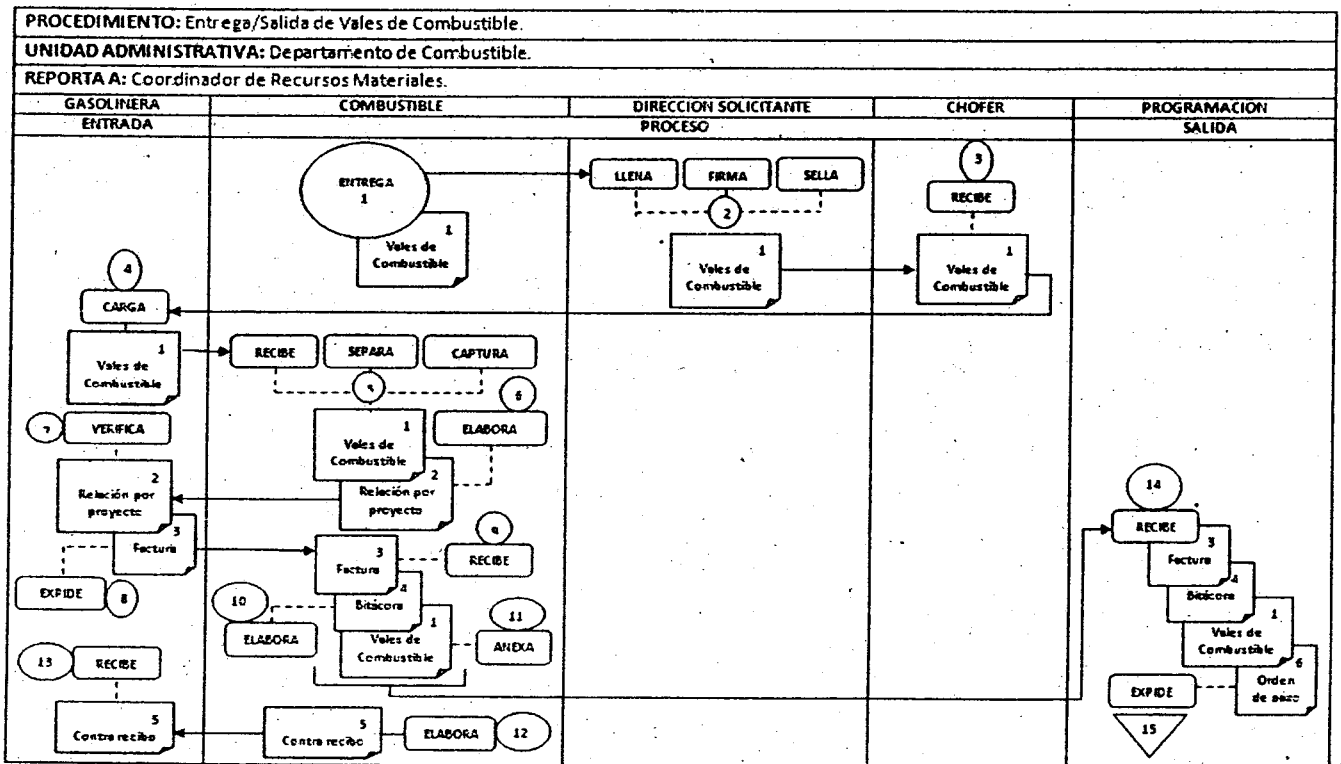 PROCEDIMIENTO: Entrega/Salida de Vales de Combustible.
UNIDAD ADMINISTRATIVA: Departamento de Combustible.
REPORTA A: Coordinador de Recursos Materiales.
GASOLINERA COMBUSTIBLE DIRECCION SOLICITANTE CHOFER PROGRAMACION
ENTRADA PROCESO SALIDA
ENTREGA
1
1
Vales de
Combustible
LLENA FIRMA SELLA
2
1
Vales de
Combustible
3
RECIBE
1
Vales de
Combustible
4
CARGA
1
Vales de
Combustible
RECIBE SEPARA CAPTURA
5
1
Vales de
Combustible
6
ELABORA
2
Relación por
proyecto
7
VERIFICA
2
Relación por
proyecto
3
Factura
EXPIDE
8
9
RECIBE
3
Factura
10
ELABORA
4
Bitácora
11
ANEXA
1
Vales de
Combustible
12
ELABORA
5
Contra recibo
13
RECIBE
5
Contra recibo
14
RECIBE
3
Factura
4
Bitácora
1
Vales de
Combustible
6
Orden
de
EXPIDE
15